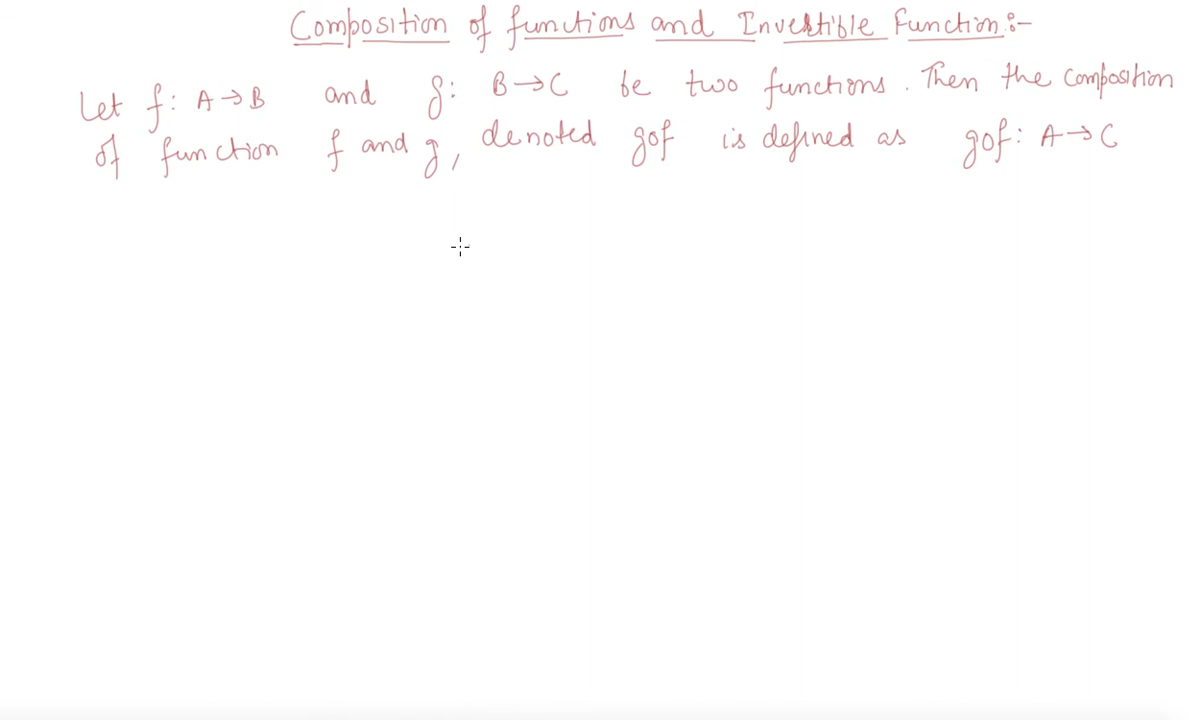 Composition of functions and Invertible Function :-
Let f: A→B and g: B→C be two functions. Then the composition
of function f and g, denoted gof is defined as gof: A→C